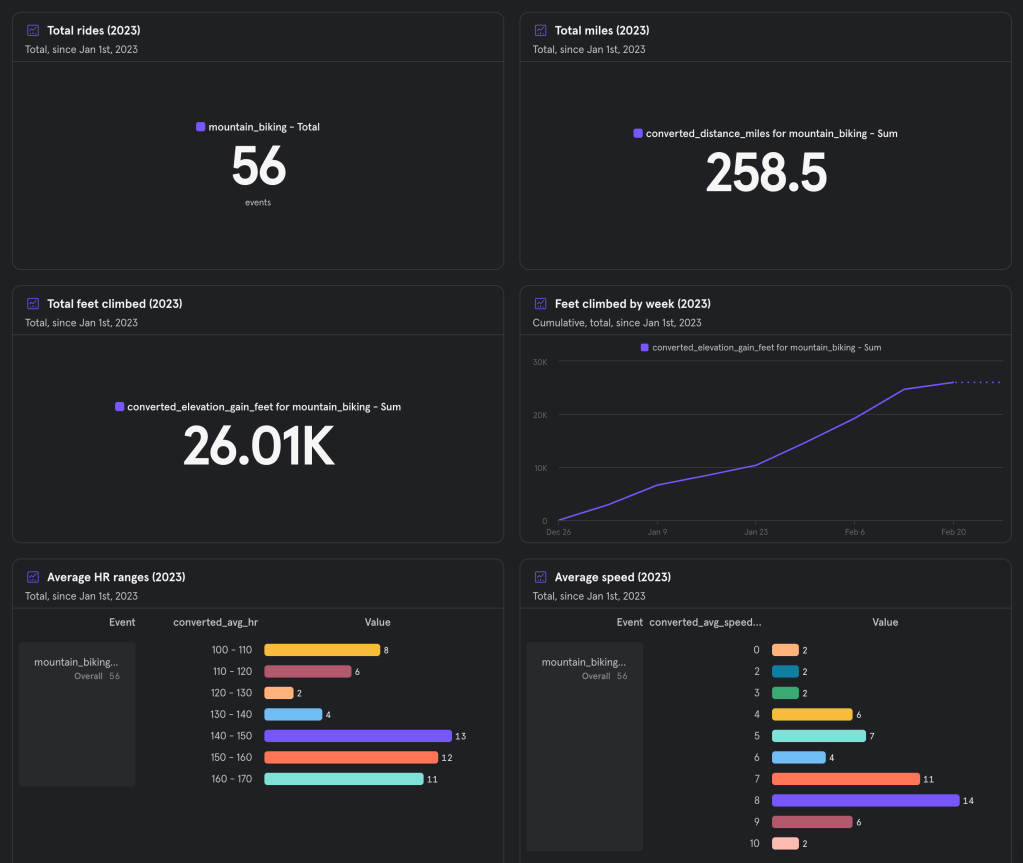 Total rides (2023)
Total, since Jan 1st, 2023
mountain_biking - Total
56
events
Total miles (2023)
Total, since Jan 1st, 2023
converted_distance_miles for mountain_biking - Sum
258.5
Total feet climbed (2023)
Total, since Jan 1st, 2023
converted_elevation_gain_feet for mountain_biking - Sum
26.01K
Feet climbed by week (2023)
Cumulative, total, since Jan 1st, 2023
converted_elevation_gain_feet for mountain_biking - Sum
30K
20K
10K
0
Dec 26 Jan 9 Jan 23 Feb 6 Feb 20
Average HR ranges (2023)
Total, since Jan 1st, 2023
Event converted_avg_hr Value
mountain_biking...
Overall 56
100 - 110 8
110 - 120 6
120 - 130 2
130 - 140 4
140 - 150 13
150 - 160 12
160 - 170 11
Average speed (2023)
Total, since Jan 1st, 2023
Event converted_avg_speed... Value
mountain_biking...
Overall 56
0 2
2 2
3 2
4 6
5 7
6 4
7 11
8 14
9 6
10 2